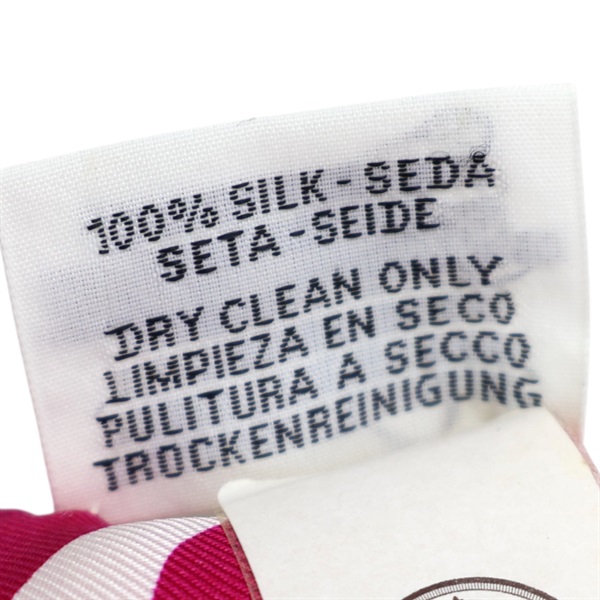 100% SILK - SEDA
SETA - SEIDE
DRY CLEAN ONLY
LIMPIEZA EN SECO
PULITURA A SECCO
TROCKENREINIGUNG